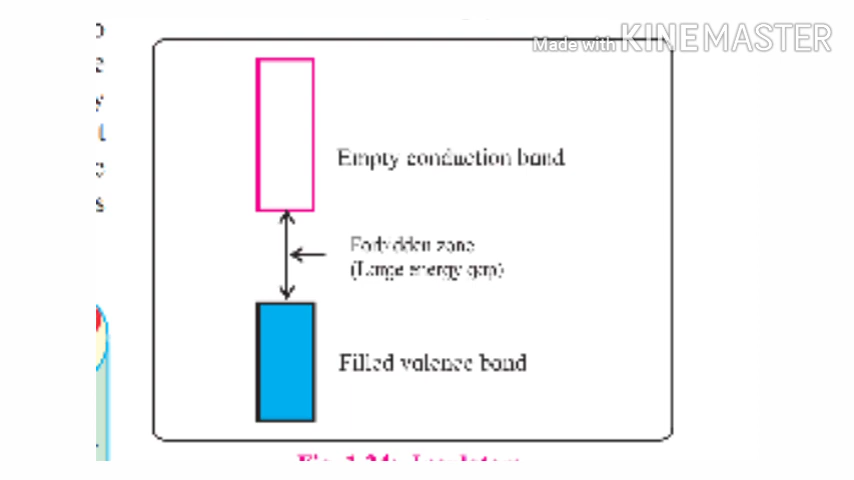 Made with KINEMASTER
Empty conduction band
Forbidden zone
(Large energy gap)
Filled valence band